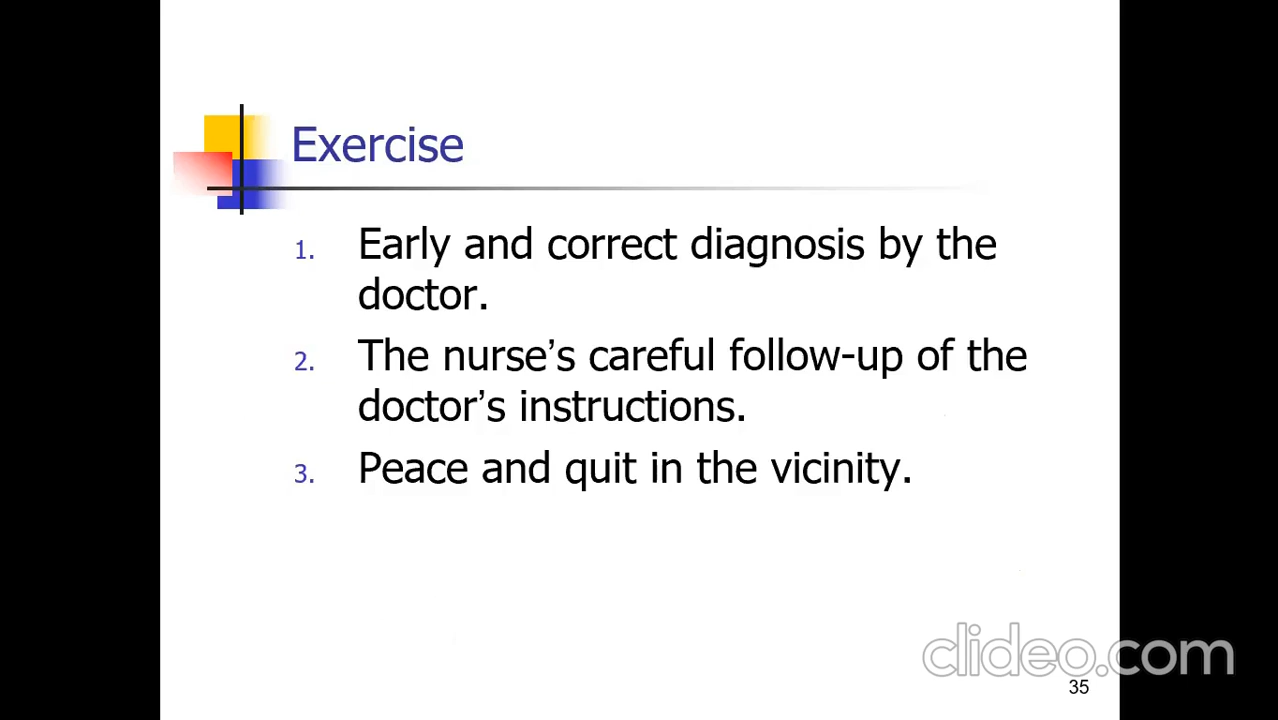 Exercise
1. Early and correct diagnosis by the
doctor.
2. The nurse’s careful follow-up of the
doctor’s instructions.
3. Peace and quit in the vicinity.
clideo.com
35